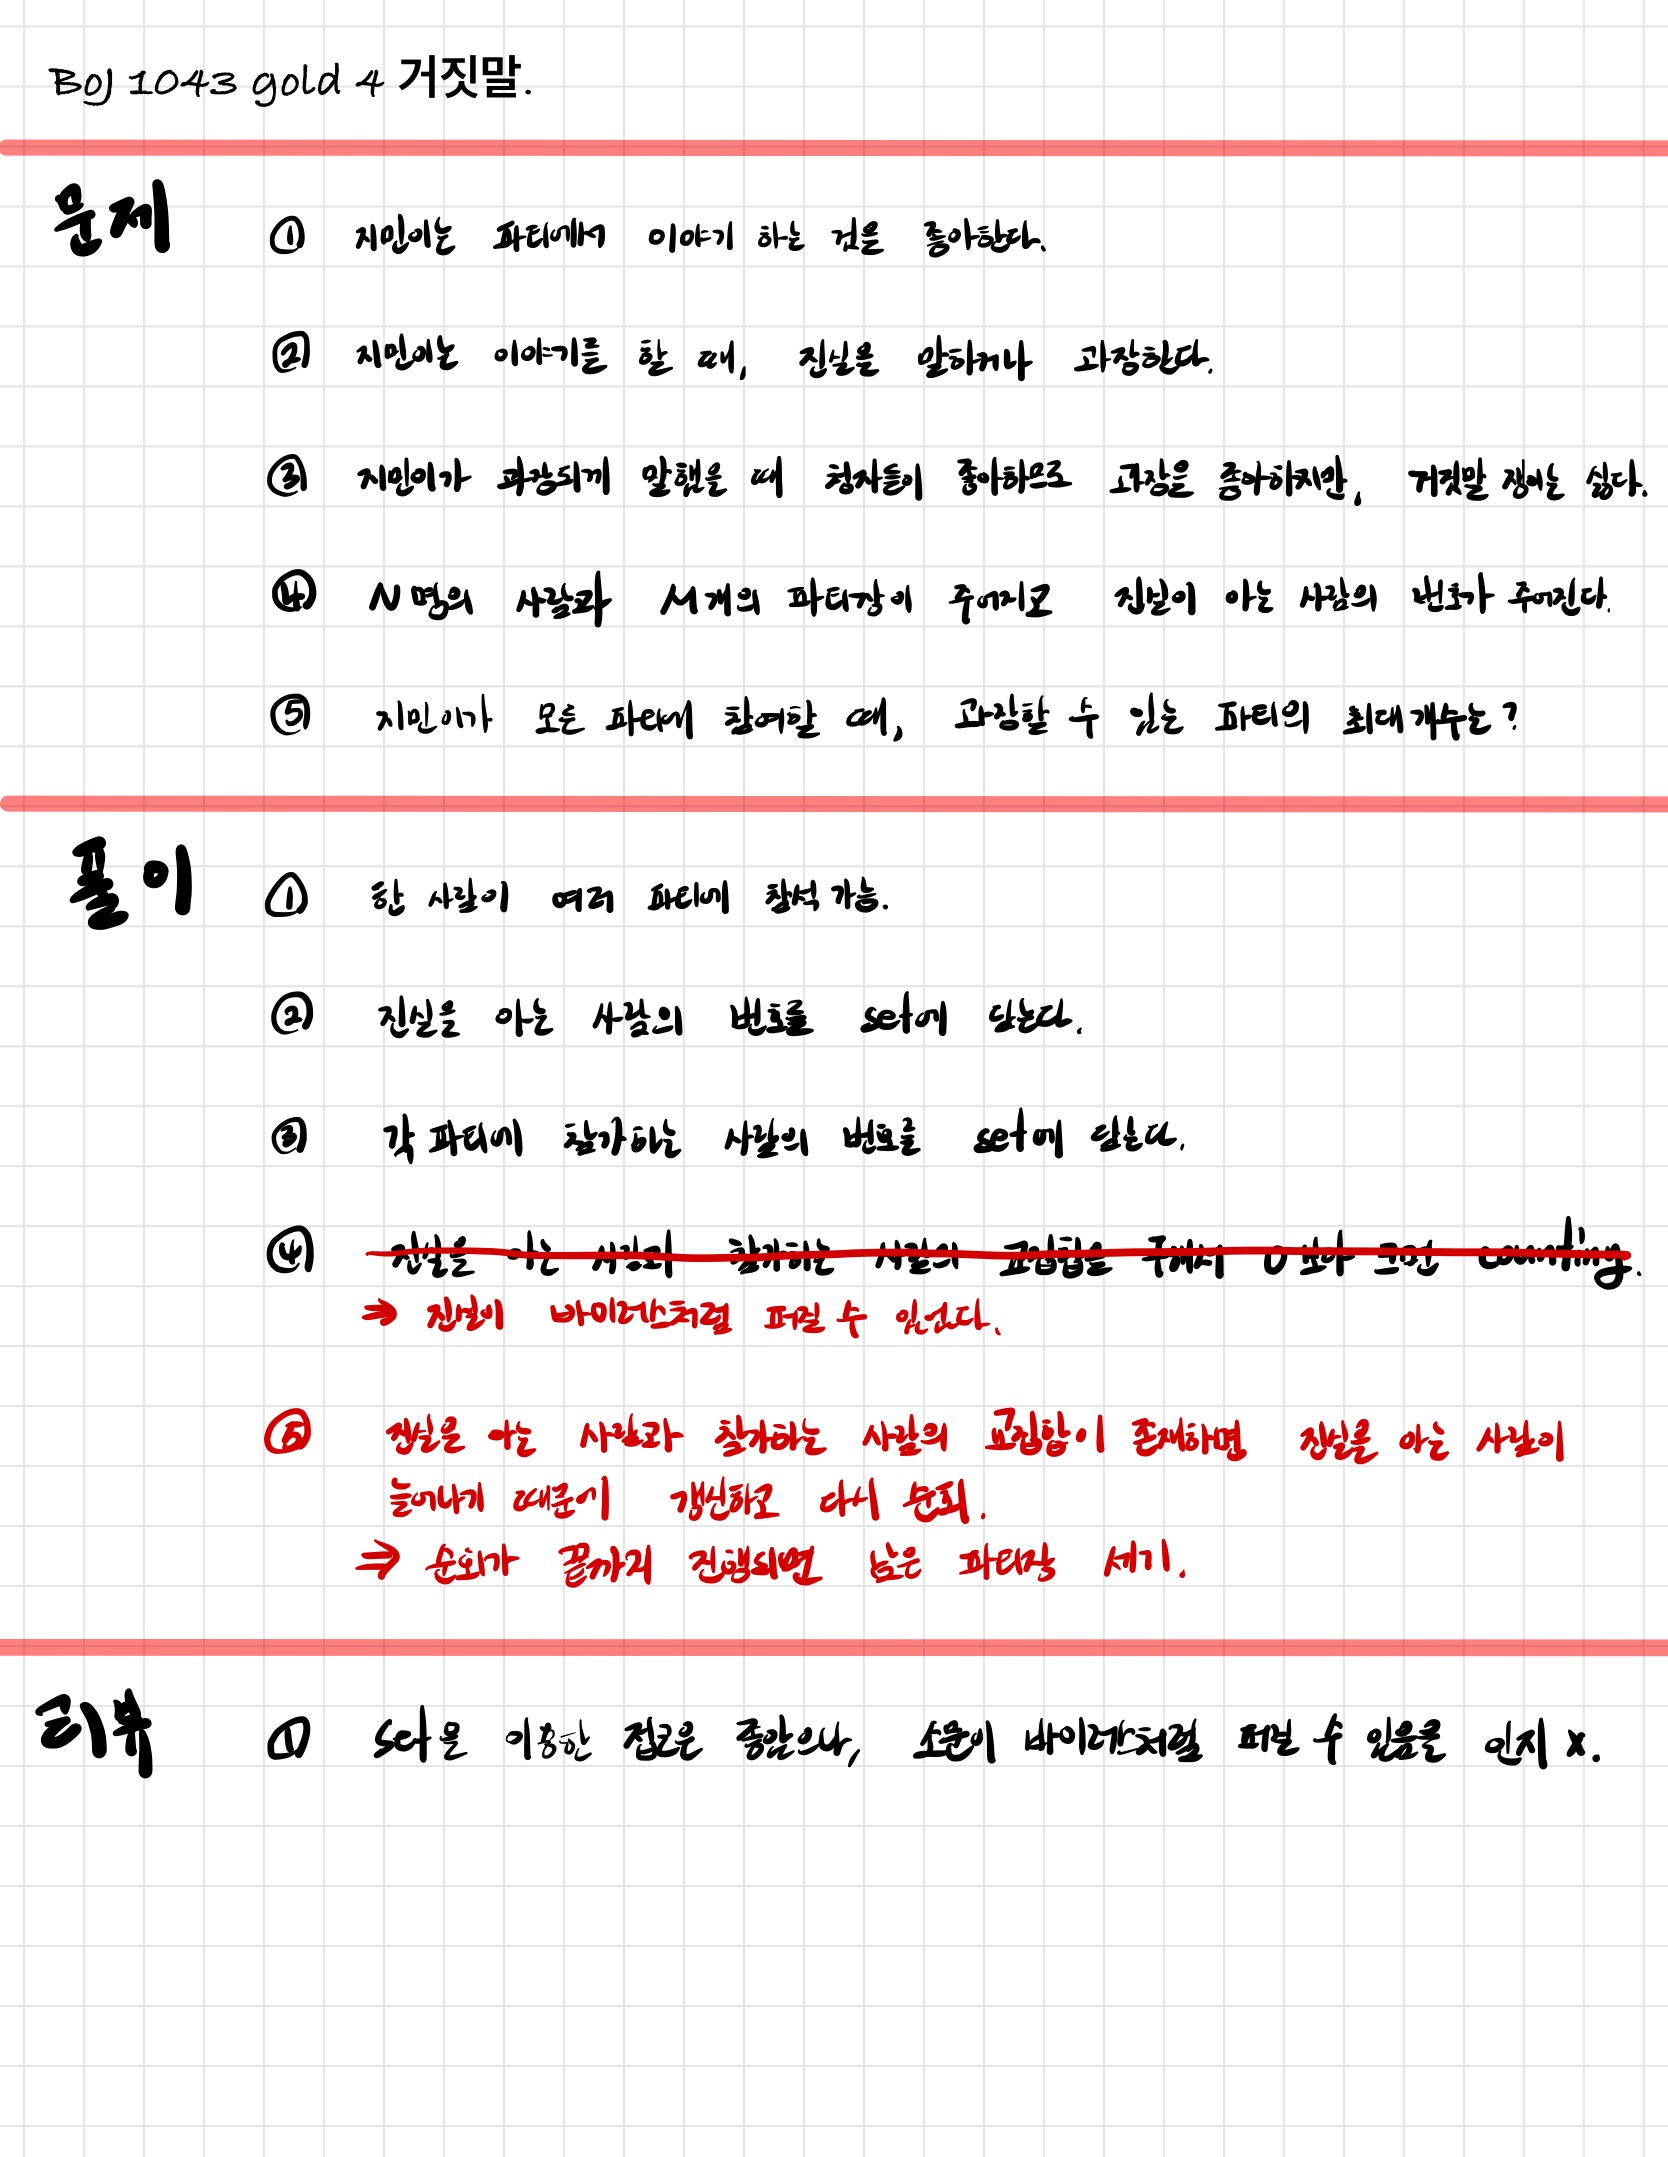 BOJ 1043 gold 4 거짓말.
문제
① 지민이는 파티에서 이야기 하는 것을 좋아한다.
② 지민이는 이야기를 할 때, 진실을 말하거나 과장한다.
③ 지민이가 과장되게 말했을 때 청자들이 좋아하므로 과장을 좋아하지만, 거짓말 쟁이는 싫다.
④ N명의 사람과 M개의 파티장이 주어지고 진실이 아는 사람의 번호가 주어진다.
⑤ 지민이가 모든 파티에 참여할 때, 과장할 수 있는 파티의 최대개수는?
풀이
① 한 사람이 여러 파티에 참석 가능.
② 진실을 아는 사람의 번호를 set에 담는다.
③ 각 파티에 참가하는 사람의 번호를 set에 담는다.
④ 진실을 아는 사람과 참가하는 사람의 교집합을 구해서 0보다 크면 counting.
⇒ 진실이 바이러스처럼 퍼질 수 있었다.
⑤ 진실을 아는 사람과 참가하는 사람의 교집합이 존재하면 진실을 아는 사람이
늘어나기 때문에 갱신하고 다시 순회.
⇒ 순회가 끝까지 진행되면 남은 파티장 세기.
리뷰
① set을 이용한 접근은 좋았으나, 소문이 바이러스처럼 퍼질 수 있음을 인지 x.